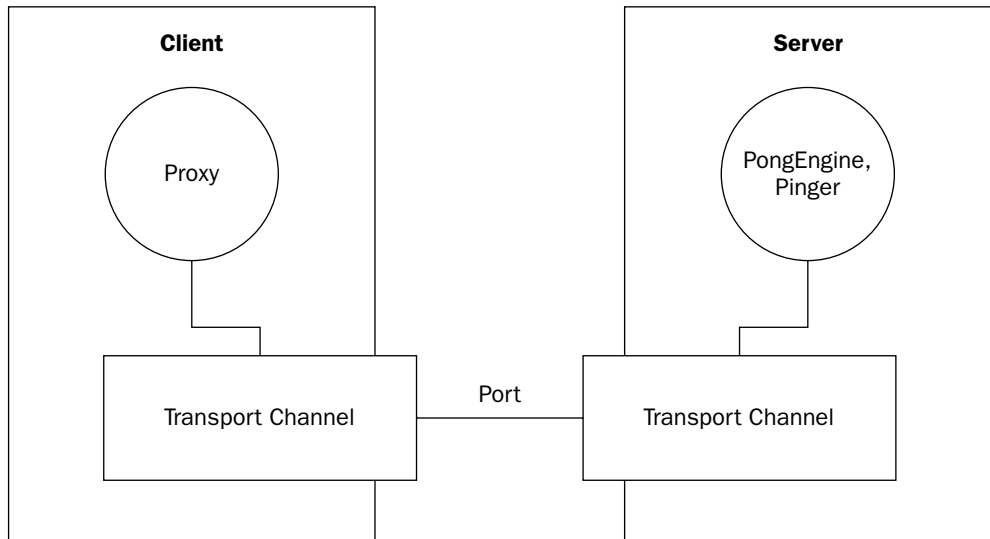 Client
Server
Proxy
PongEngine,
Pinger
Port
Transport Channel
Transport Channel